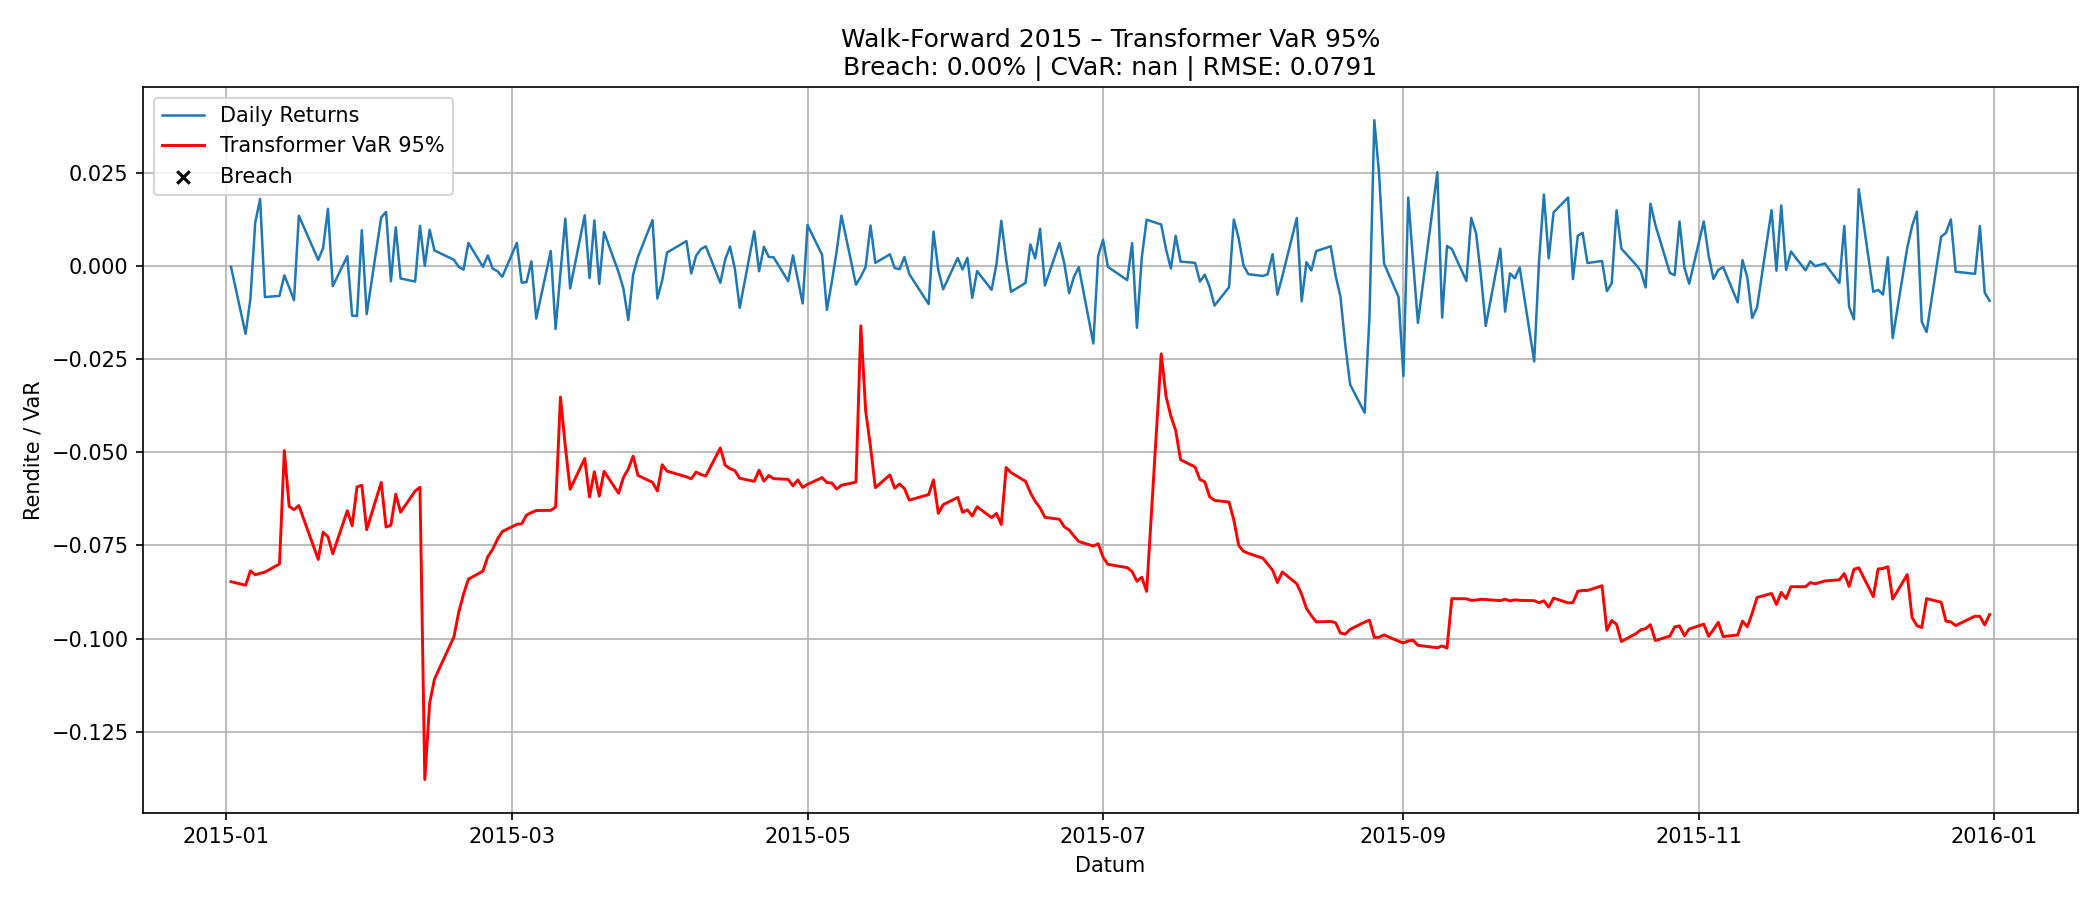 Walk-Forward 2015 – Transformer VaR 95%
Breach: 0.00% | CVaR: nan | RMSE: 0.0791
Daily Returns
Transformer VaR 95%
Breach
Rendite / VaR
0.025
0.000
−0.025
−0.050
−0.075
−0.100
−0.125
2015-01
2015-03
2015-05
2015-07
2015-09
2015-11
2016-01
Datum